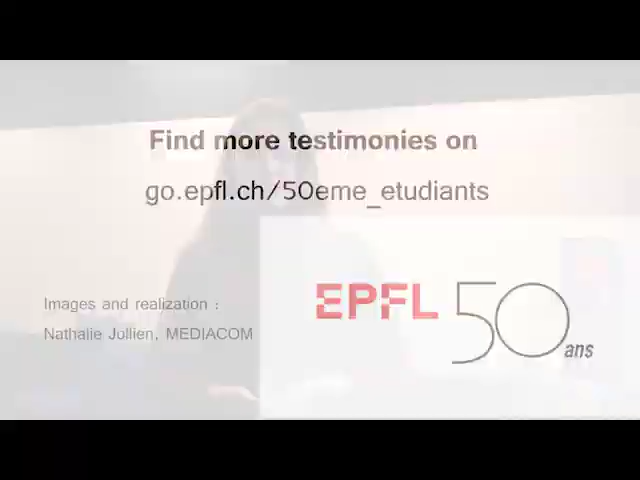 Find more testimonies on
go.epfl.ch/50eme_etudiants
Images and realization :
Nathalie Jollien, MEDIACOM
EPFL 50 ans